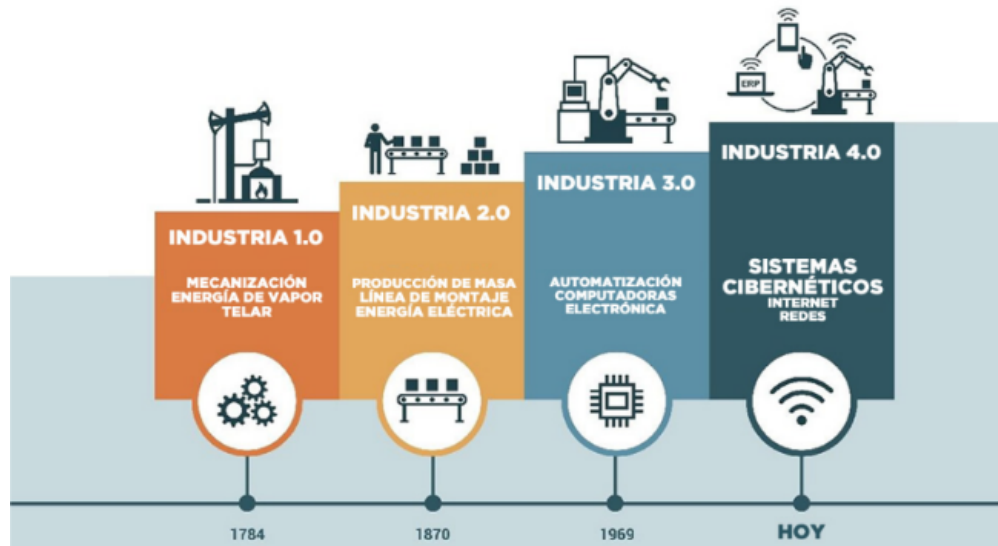 ERP
INDUSTRIA 1.0
MECANIZACIÓN
ENERGÍA DE VAPOR
TELAR
INDUSTRIA 2.0
PRODUCCIÓN DE MASA
LÍNEA DE MONTAJE
ENERGÍA ELÉCTRICA
INDUSTRIA 3.0
AUTOMATIZACIÓN
COMPUTADORAS
ELECTRÓNICA
INDUSTRIA 4.0
SISTEMAS
CIBERNÉTICOS
INTERNET
REDES
1784
1870
1969
HOY